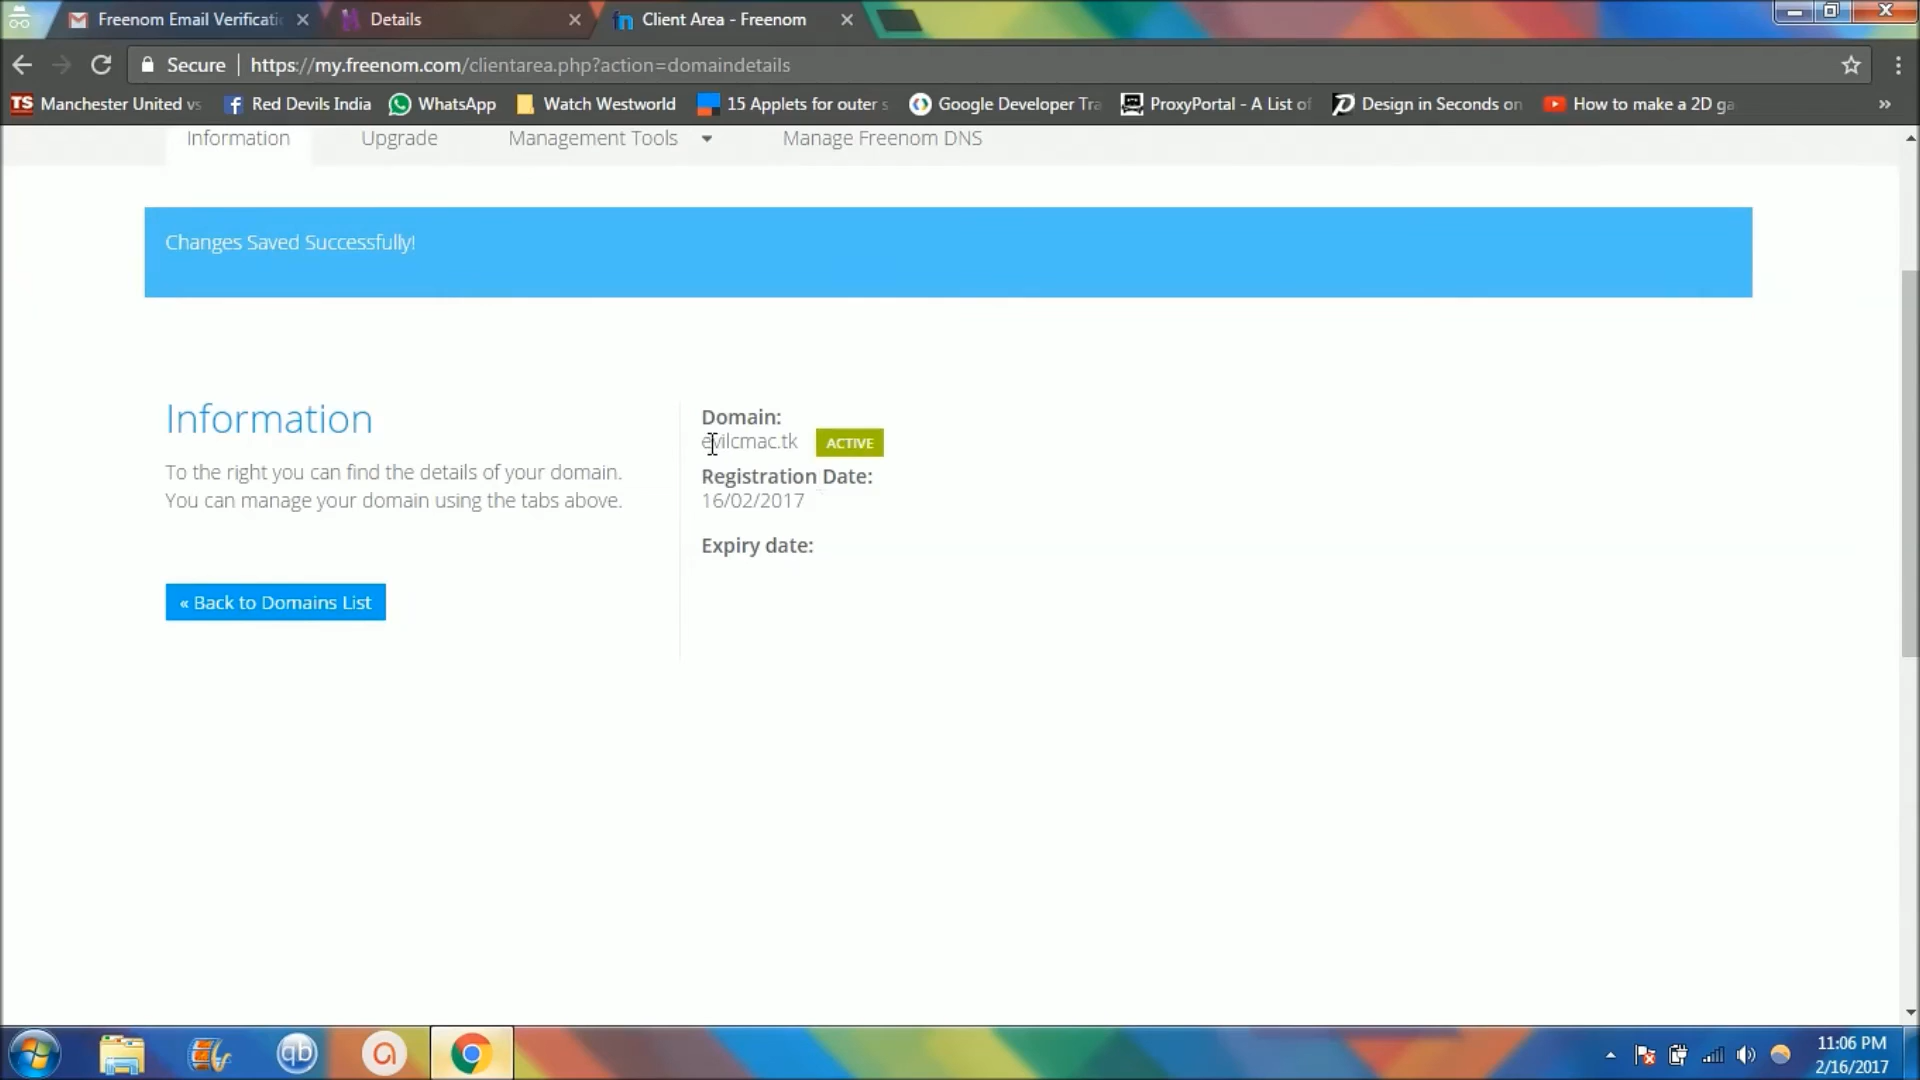 Freenom Email Verificati
Details
Client Area - Freenom
Secure
https://my.freenom.com/clientarea.php?action=domaindetails
TS Manchester United vs
Red Devils India
WhatsApp
Watch Westworld
15 Applets for outer s
Google Developer Tra
ProxyPortal - A List of
Design in Seconds on
How to make a 2D ga
»
Information
Upgrade
Management Tools
Manage Freenom DNS
Changes Saved Successfully!
Information
To the right you can find the details of your domain.
You can manage your domain using the tabs above.
« Back to Domains List
Domain:
evilcmac.tk ACTIVE
Registration Date:
16/02/2017
Expiry date:
qb
a
11:06 PM
2/16/2017